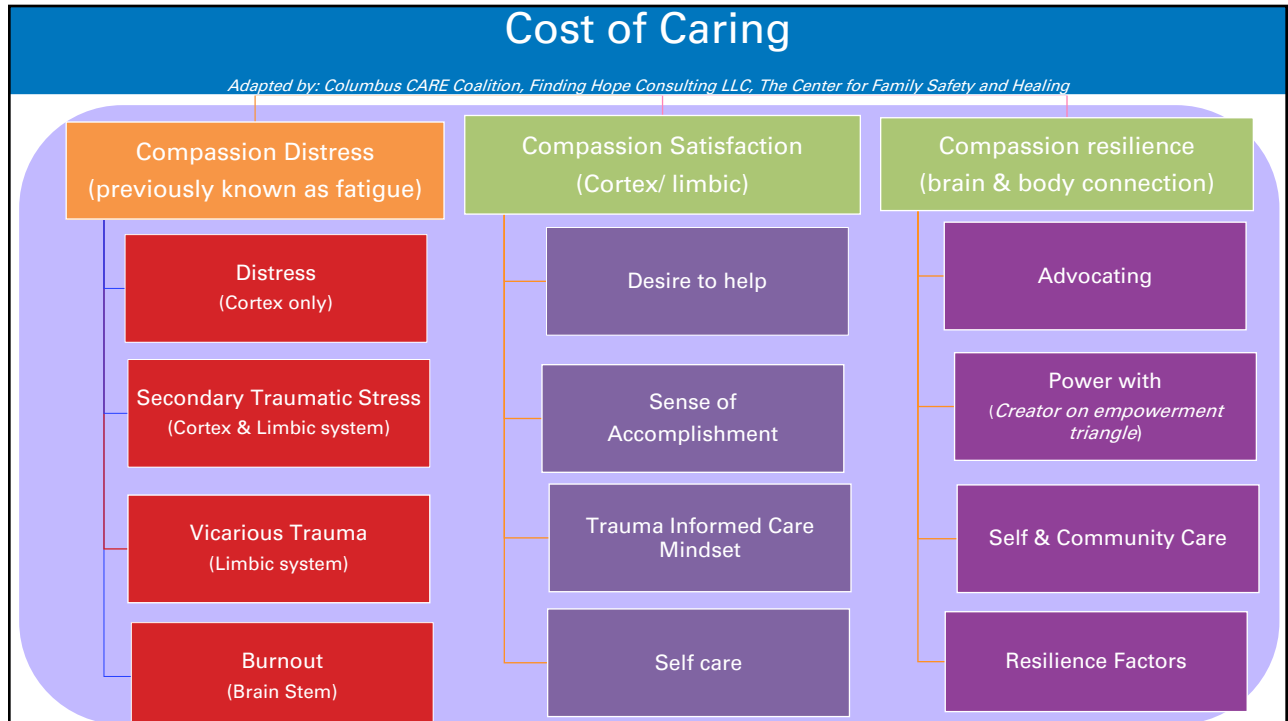 Cost of Caring
Adapted by: Columbus CARE Coalition, Finding Hope Consulting LLC, The Center for Family Safety and Healing
Compassion Distress
(previously known as fatigue)
Distress
(Cortex only)
Secondary Traumatic Stress
(Cortex & Limbic system)
Vicarious Trauma
(Limbic system)
Burnout
(Brain Stem)
Compassion Satisfaction
(Cortex/ limbic)
Desire to help
Sense of
Accomplishment
Trauma Informed Care
Mindset
Self care
Compassion resilience
(brain & body connection)
Advocating
Power with
(Creator on empowerment
triangle)
Self & Community Care
Resilience Factors